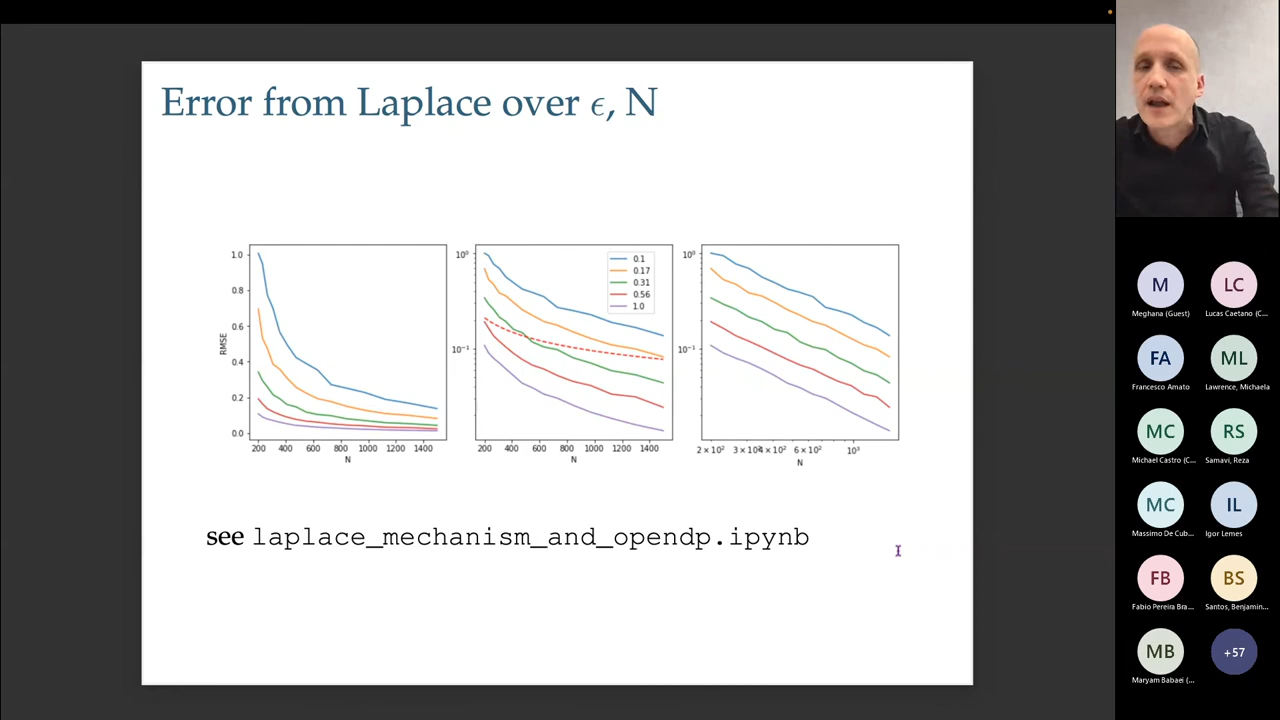 Error from Laplace over ϵ, N
1.0
0.8
0.6
0.4
0.2
0.0
RMSE
200 400 600 800 1000 1200 1400
N
10⁰
10⁻¹
0.1
0.17
0.31
0.56
1.0
200 400 600 800 1000 1200 1400
N
10⁰
10⁻¹
2 × 10² 3 × 10² 4 × 10² 6 × 10² 10³
N
see laplace_mechanism_and_opendp.ipynb
M LC
Meghana (Guest) Lucas Caetano (C...
FA ML
Francesco Amato Lawrence, Michaela
MC RS
Michael Castro (C... Samavi, Reza
MC IL
Massimo De Cub... Igor Lemes
FB BS
Fabio Pereira Bra... Santos, Benjamin...
MB +57
Maryam Babaei (...